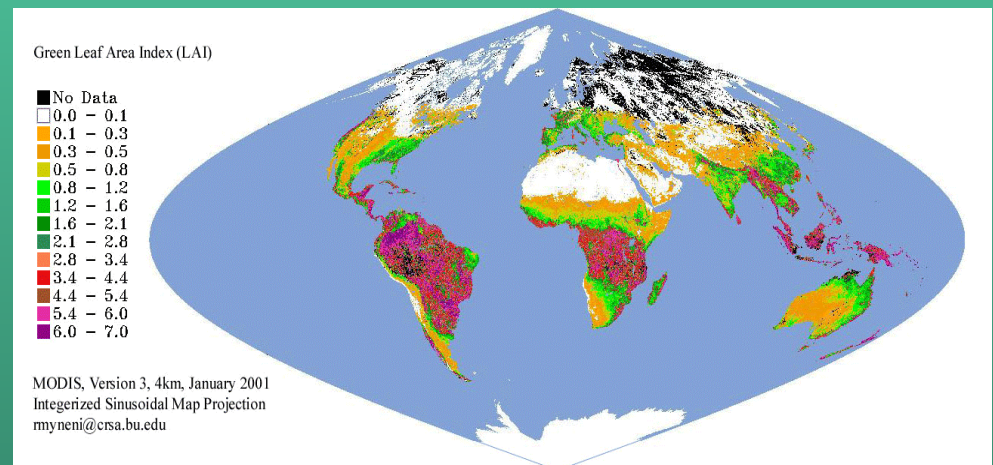 Green Leaf Area Index (LAI)
No Data
0.0 - 0.1
0.1 - 0.3
0.3 - 0.5
0.5 - 0.8
0.8 - 1.2
1.2 - 1.6
1.6 - 2.1
2.1 - 2.8
2.8 - 3.4
3.4 - 4.4
4.4 - 5.4
5.4 - 6.0
6.0 - 7.0
MODIS, Version 3, 4km, January 2001
Integerized Sinusoidal Map Projection
rmyneni@crsa.bu.edu